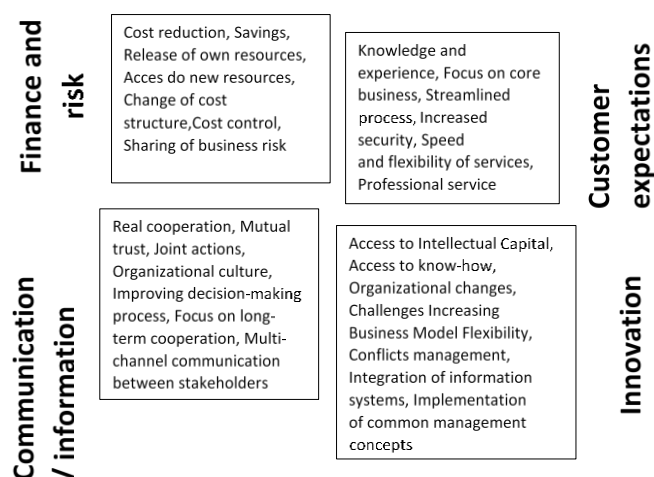 Finance and
risk
Cost reduction, Savings,
Release of own resources,
Acces do new resources,
Change of cost
structure,Cost control,
Sharing of business risk
Knowledge and
experience, Focus on core
business, Streamlined
process, Increased
security, Speed
and flexibility of services,
Professional service
Customer
expectations
Communication
/ information
Real cooperation, Mutual
trust, Joint actions,
Organizational culture,
Improving decision-making
process, Focus on long-
term cooperation, Multi-
channel communication
between stakeholders
Access to Intellectual Capital,
Access to know-how,
Organizational changes,
Challenges Increasing
Business Model Flexibility,
Conflicts management,
Integration of information
systems, Implementation
of common management
concepts
Innovation